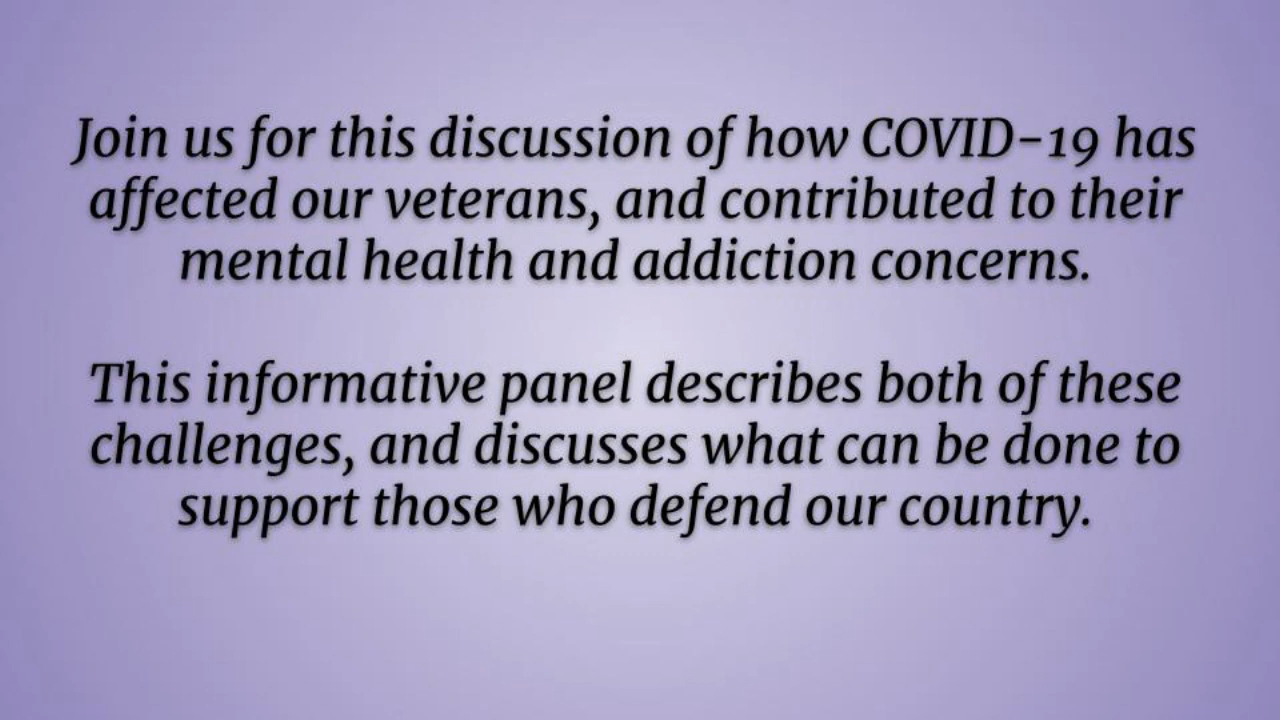 Join us for this discussion of how COVID-19 has
affected our veterans, and contributed to their
mental health and addiction concerns.
This informative panel describes both of these
challenges, and discusses what can be done to
support those who defend our country.